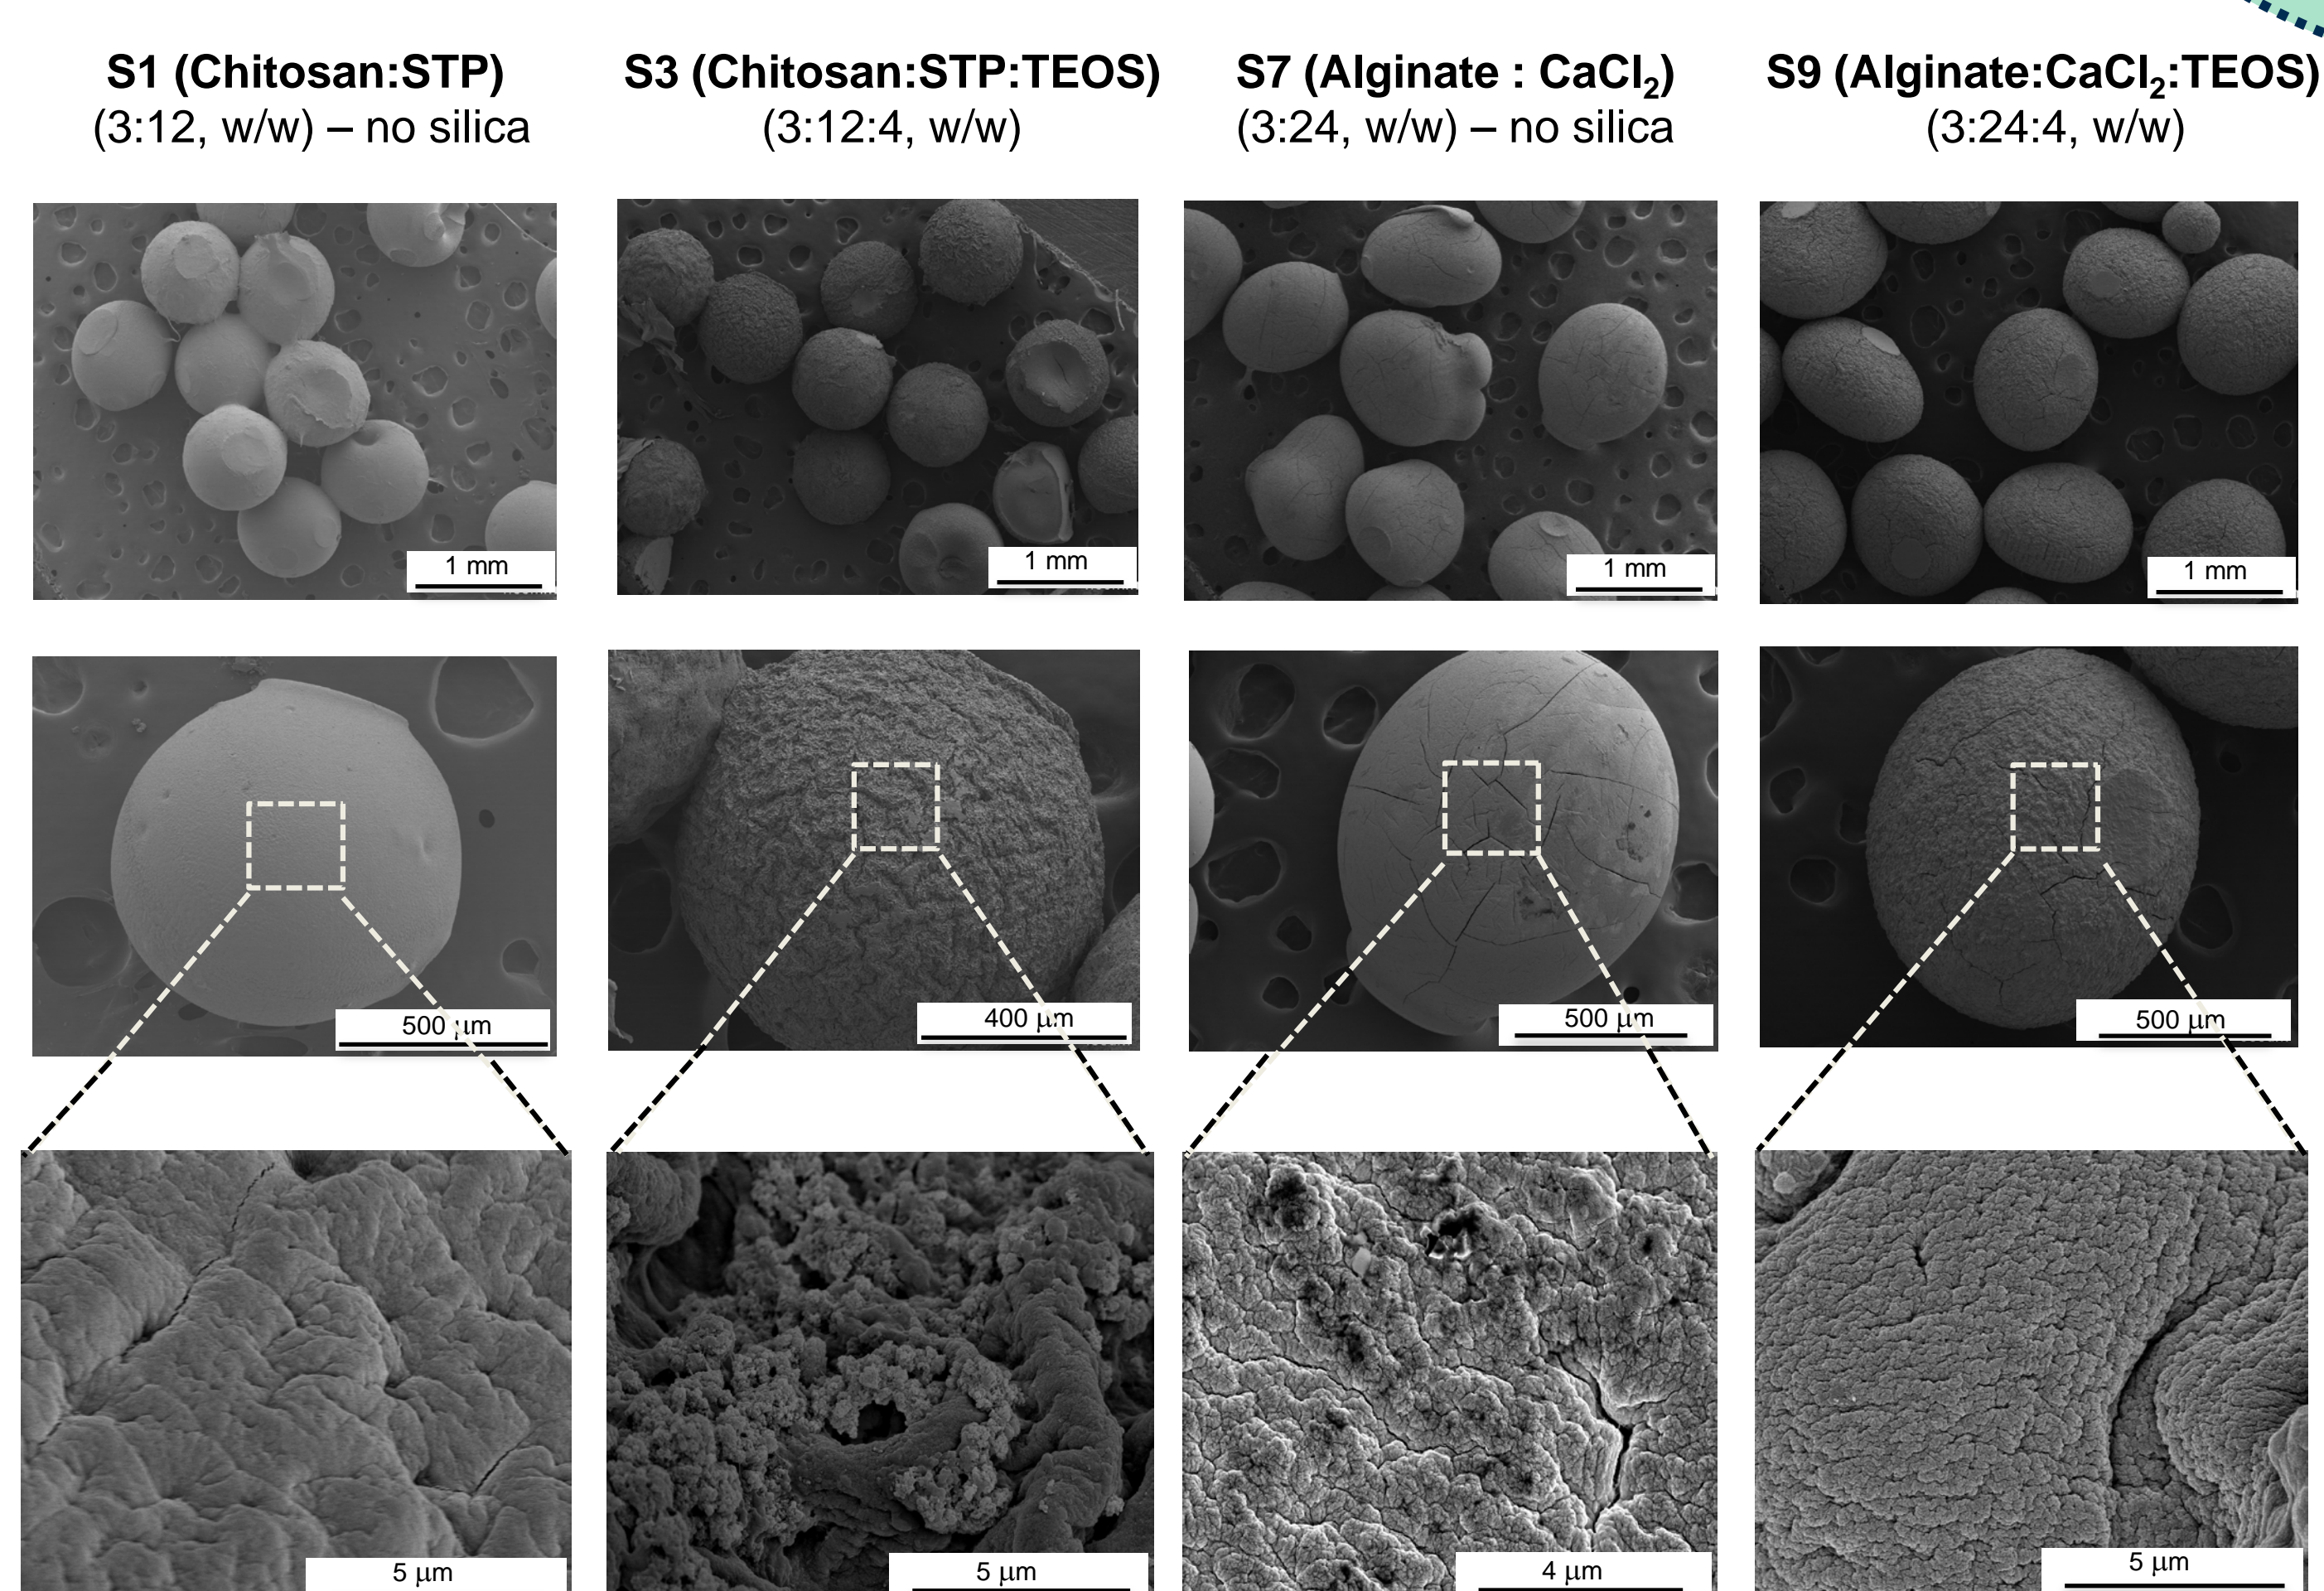 S1 (Chitosan:STP)
(3:12, w/w) – no silica
S3 (Chitosan:STP:TEOS)
(3:12:4, w/w)
S7 (Alginate : CaCl₂)
(3:24, w/w) – no silica
S9 (Alginate:CaCl₂:TEOS)
(3:24:4, w/w)
1 mm
1 mm
1 mm
1 mm
500 μm
400 μm
500 μm
500 μm
5 μm
5 μm
4 μm
5 μm